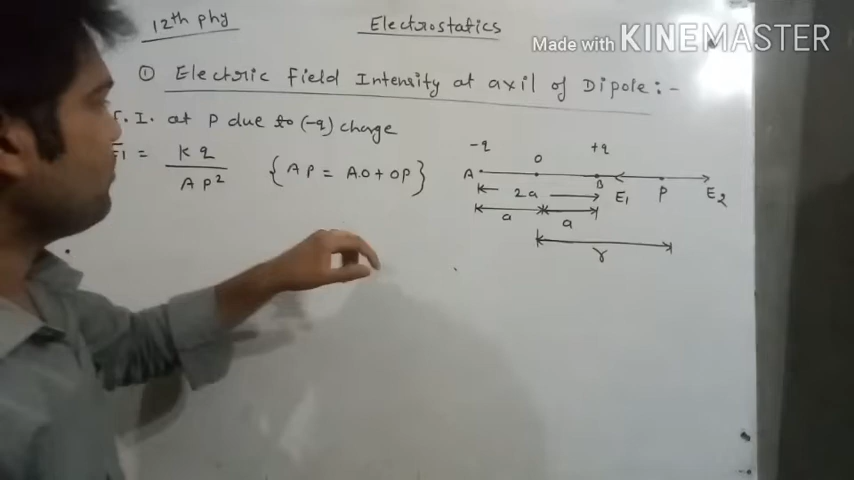 12th phy
Electrostatics
Made with KINEMASTER
① Electric Field Intensity at axil of Dipole :-
. I. at P due to (-q) charge
E1 = Kq / AP² {AP = AO + OP}
-q O +q
A B E1 P E2
2a
a a
r